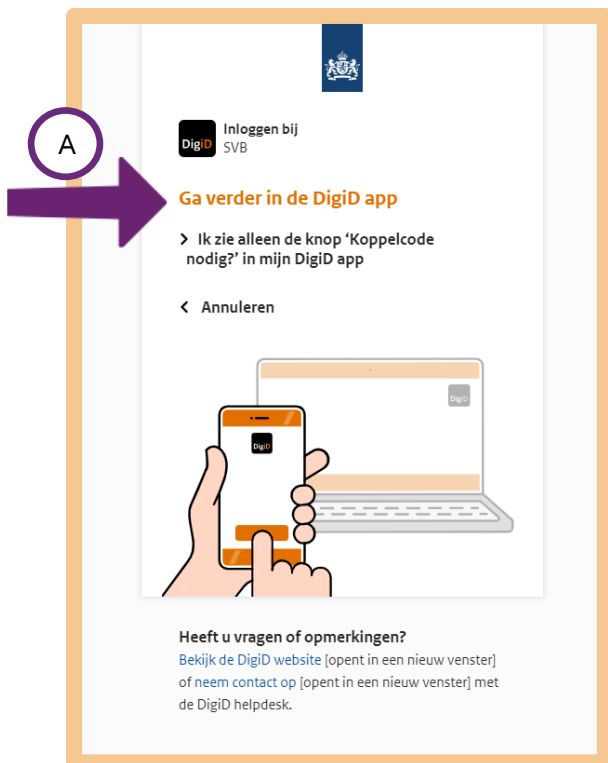 A
DigiD
Inloggen bij
SVB
Ga verder in de DigiD app
Ik zie alleen de knop ‘Koppelcode
nodig?’ in mijn DigiD app
Annuleren
DigiD
DigiD
Heeft u vragen of opmerkingen?
Bekijk de DigiD website [opent in een nieuw venster]
of neem contact op [opent in een nieuw venster] met
de DigiD helpdesk.